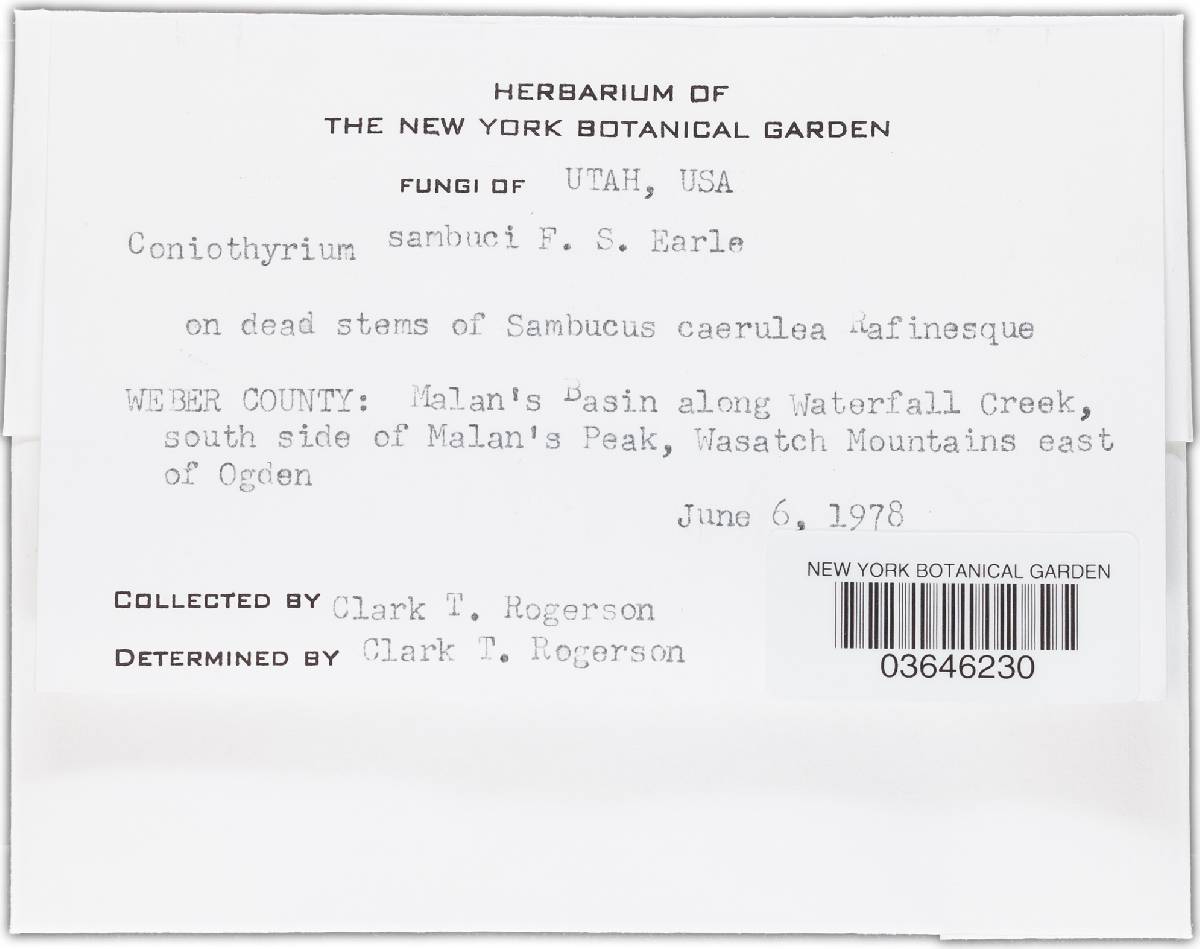 HERBARIUM OF
THE NEW YORK BOTANICAL GARDEN
FUNGI OF UTAH, USA
Coniothyrium sambuci F. S. Earle
on dead stems of Sambucus caerulea Rafinesque
WEBER COUNTY: Malan's Basin along Waterfall Creek,
south side of Malan's Peak, Wasatch Mountains east
of Ogden
June 6, 1978
COLLECTED BY Clark T. Rogerson
DETERMINED BY Clark T. Rogerson
NEW YORK BOTANICAL GARDEN
03646230